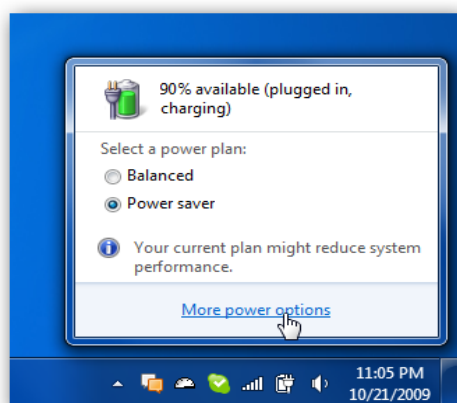 90% available (plugged in,
charging)
Select a power plan:
Balanced
Power saver
Your current plan might reduce system
performance.
More power options
11:05 PM
10/21/2009